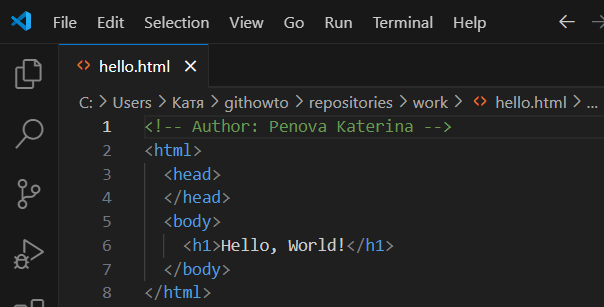 File Edit Selection View Go Run Terminal Help
hello.html
C: > Users > Катя > githowto > repositories > work > hello.html > ...
1 <!-- Author: Penova Katerina -->
2 <html>
3 <head>
4 </head>
5 <body>
6 <h1>Hello, World!</h1>
7 </body>
8 </html>